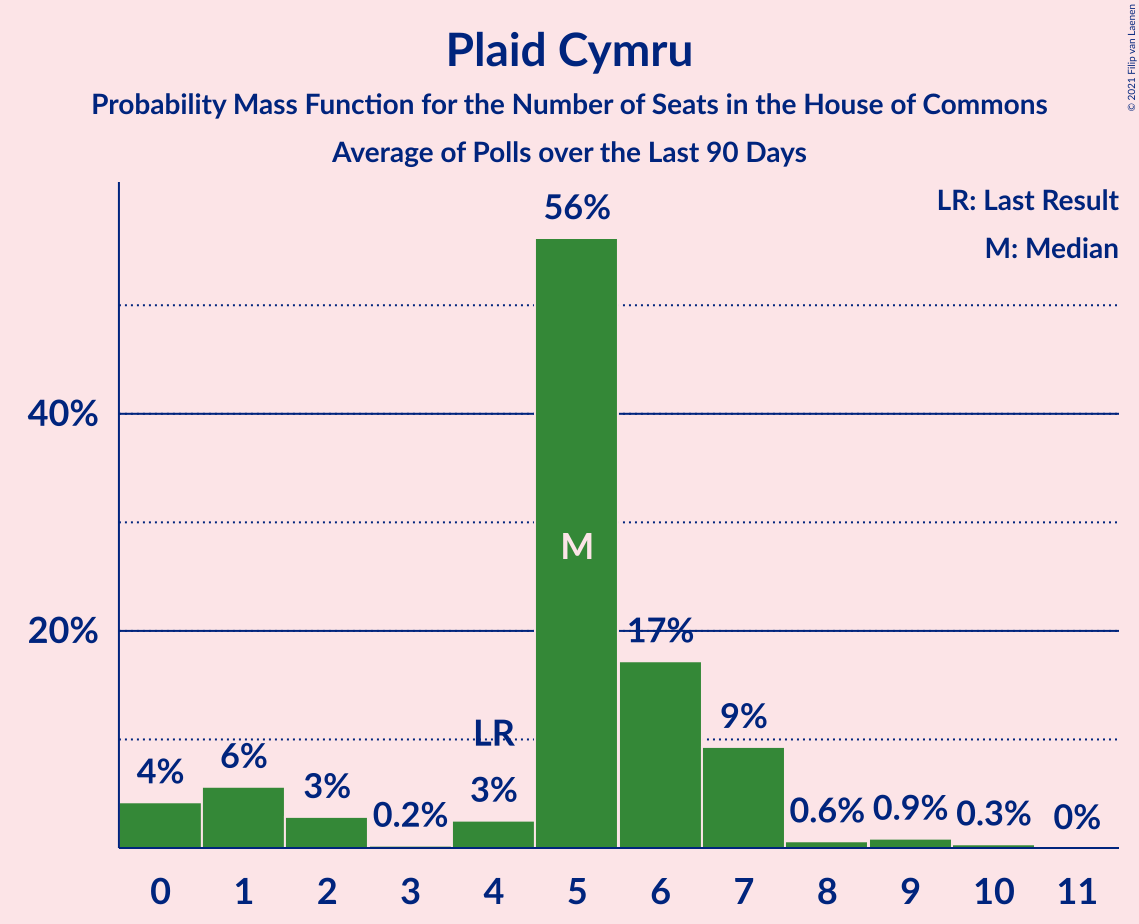 Plaid Cymru
Probability Mass Function for the Number of Seats in the House of Commons
Average of Polls over the Last 90 Days
© 2021 Filip van Laenen
LR: Last Result
M: Median
56%
40%
M
20%
17%
LR
9%
4%
6%
3%
0.2%
3%
0.6%
0.9%
0.3%
0%
0 1 2 3 4 5 6 7 8 9 10 11